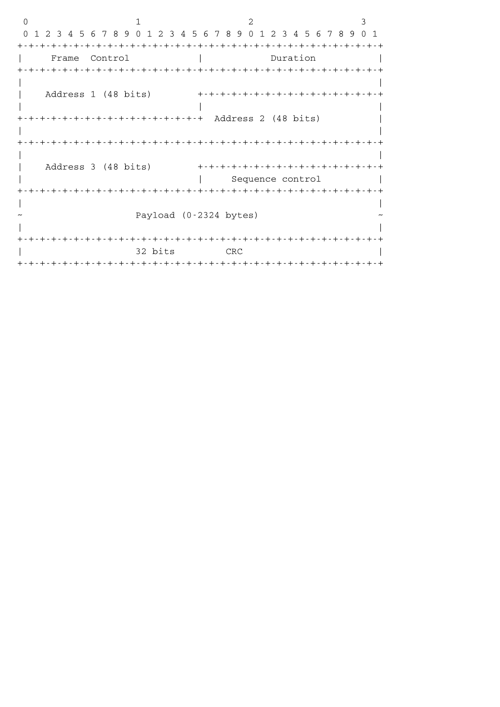 0                   1                   2                   3
0 1 2 3 4 5 6 7 8 9 0 1 2 3 4 5 6 7 8 9 0 1 2 3 4 5 6 7 8 9 0 1
+-+-+-+-+-+-+-+-+-+-+-+-+-+-+-+-+-+-+-+-+-+-+-+-+-+-+-+-+-+-+-+-+
|     Frame  Control            |            Duration           |
+-+-+-+-+-+-+-+-+-+-+-+-+-+-+-+-+-+-+-+-+-+-+-+-+-+-+-+-+-+-+-+-+
|                                                               |
|    Address 1 (48 bits)        +-+-+-+-+-+-+-+-+-+-+-+-+-+-+-+-+
|                               |                               |
+-+-+-+-+-+-+-+-+-+-+-+-+-+-+-+-+  Address 2 (48 bits)          |
|                                                               |
+-+-+-+-+-+-+-+-+-+-+-+-+-+-+-+-+-+-+-+-+-+-+-+-+-+-+-+-+-+-+-+-+
|                                                               |
|    Address 3 (48 bits)        +-+-+-+-+-+-+-+-+-+-+-+-+-+-+-+-+
|                               |     Sequence control          |
+-+-+-+-+-+-+-+-+-+-+-+-+-+-+-+-+-+-+-+-+-+-+-+-+-+-+-+-+-+-+-+-+
|                                                               |
~                    Payload (0-2324 bytes)                     ~
|                                                               |
+-+-+-+-+-+-+-+-+-+-+-+-+-+-+-+-+-+-+-+-+-+-+-+-+-+-+-+-+-+-+-+-+
|                    32 bits         CRC                        |
+-+-+-+-+-+-+-+-+-+-+-+-+-+-+-+-+-+-+-+-+-+-+-+-+-+-+-+-+-+-+-+-+